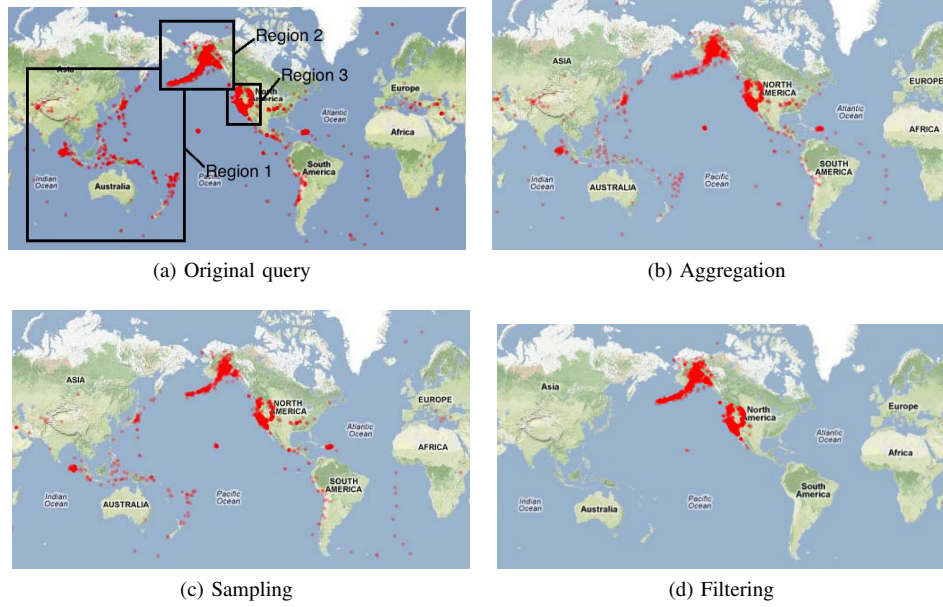 Region 2
Asia
Region 3
North
America
Europe
Atlantic
Ocean
Africa
Region 1
Indian
Ocean
Pacific
Ocean
South
America
Australia
(a) Original query
ASIA
NORTH
AMERICA
EUROPE
Atlantic
Ocean
AFRICA
Indian
Ocean
AUSTRALIA
Pacific
Ocean
SOUTH
AMERICA
(b) Aggregation
ASIA
NORTH
AMERICA
EUROPE
Atlantic
Ocean
AFRICA
Indian
Ocean
AUSTRALIA
Pacific
Ocean
SOUTH
AMERICA
(c) Sampling
Asia
North
America
Europe
Atlantic
Ocean
Africa
Indian
Ocean
Australia
Pacific
Ocean
South
America
(d) Filtering